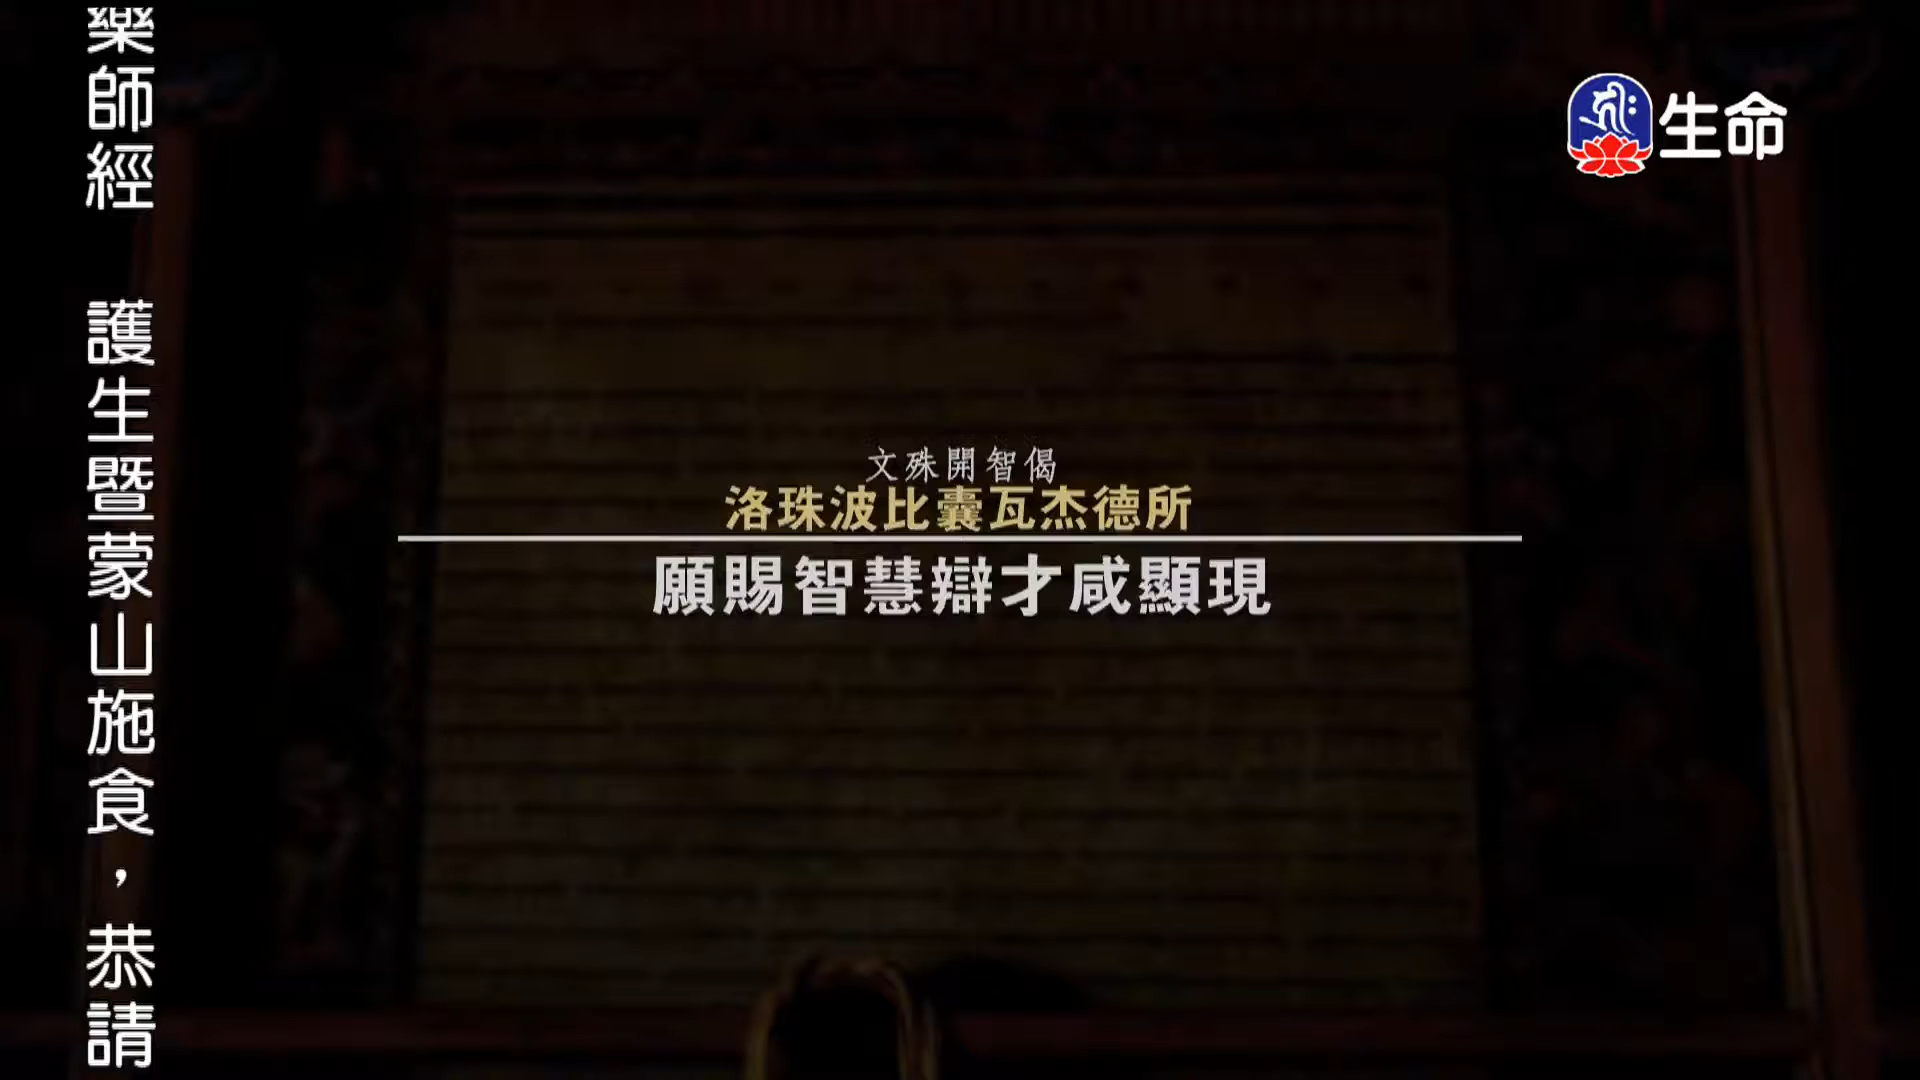 藥師經　護生暨蒙山施食，恭請
生命
文殊開智偈
洛珠波比囊瓦杰德所
願賜智慧辯才咸顯現